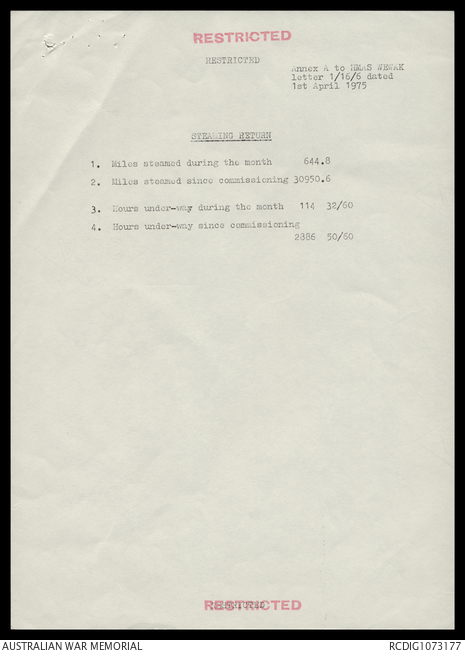 RESTRICTED
RESTRICTED
Annex A to HMAS WEWAK
letter 1/16/6 dated
1st April 1975
STEAMING RETURN
1. Miles steamed during the month 644.8
2. Miles steamed since commissioning 30950.6
3. Hours under-way during the month 114 32/60
4. Hours under-way since commissioning
2886 50/60
RESTRICTED
RESTRICTED
AUSTRALIAN WAR MEMORIAL
RCDIG1073177